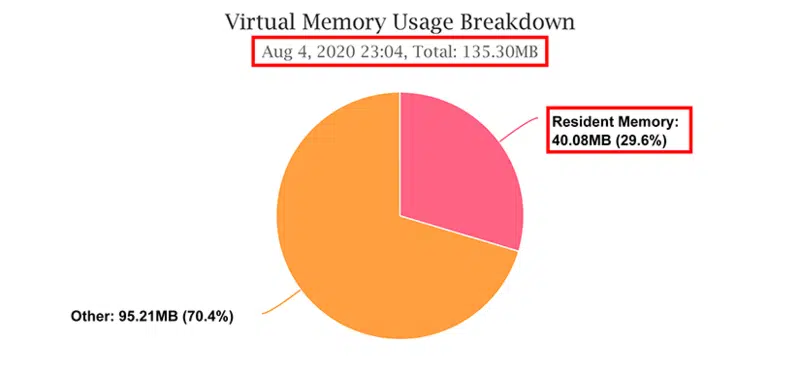 Virtual Memory Usage Breakdown
Aug 4, 2020 23:04, Total: 135.30MB
Resident Memory:
40.08MB (29.6%)
Other: 95.21MB (70.4%)